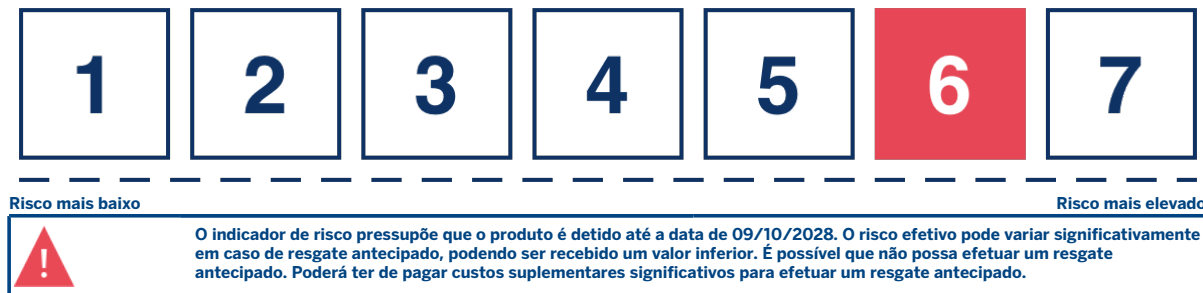 1 2 3 4 5 6 7
Risco mais baixo Risco mais elevado
!
O indicador de risco pressupõe que o produto é detido até a data de 09/10/2028. O risco efetivo pode variar significativamente
em caso de resgate antecipado, podendo ser recebido um valor inferior. É possível que não possa efetuar um resgate
antecipado. Poderá ter de pagar custos suplementares significativos para efetuar um resgate antecipado.